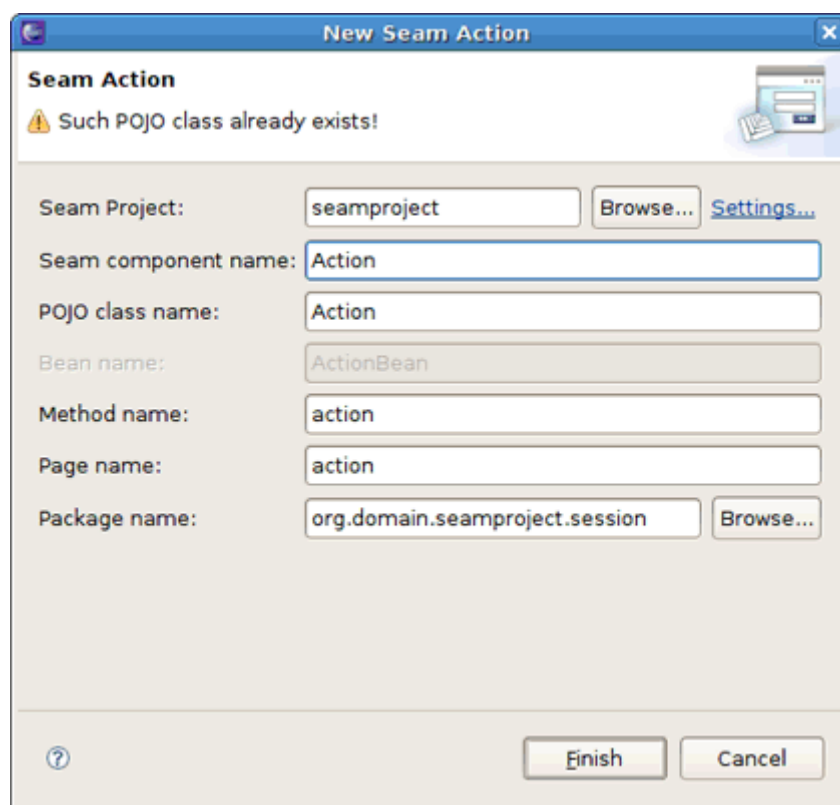 New Seam Action
Seam Action
Such POJO class already exists!
Seam Project: seamproject Browse... Settings...
Seam component name: Action
POJO class name: Action
Bean name: ActionBean
Method name: action
Page name: action
Package name: org.domain.seamproject.session Browse...
? Finish Cancel